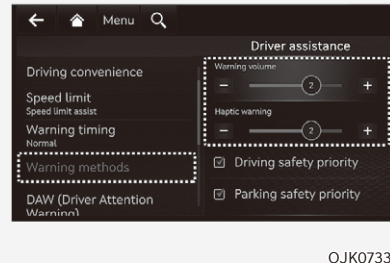 Menu
Driver assistance
Driving convenience
Speed limit
Speed limit assist
Warning timing
Normal
Warning methods
DAW (Driver Attention
Warning)
Warning volume
− 2 +
Haptic warning
− 2 +
Driving safety priority
Parking safety priority
OJK0733